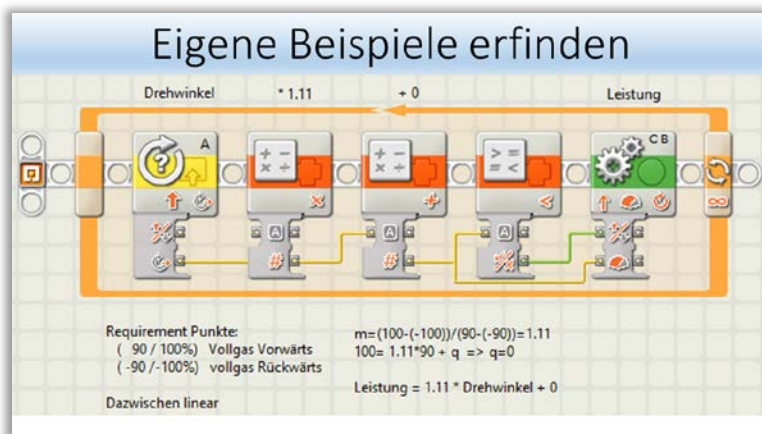 Eigene Beispiele erfinden
Drehwinkel * 1.11 + 0 Leistung
A
C B
A
A
A
#
#
Requirement Punkte:
( 90 / 100%) Vollgas Vorwärts
( -90 /-100%) vollgas Rückwärts
Dazwischen linear
m=(100-(-100))/(90-(-90))=1.11
100= 1.11*90 + q => q=0
Leistung = 1.11 * Drehwinkel + 0